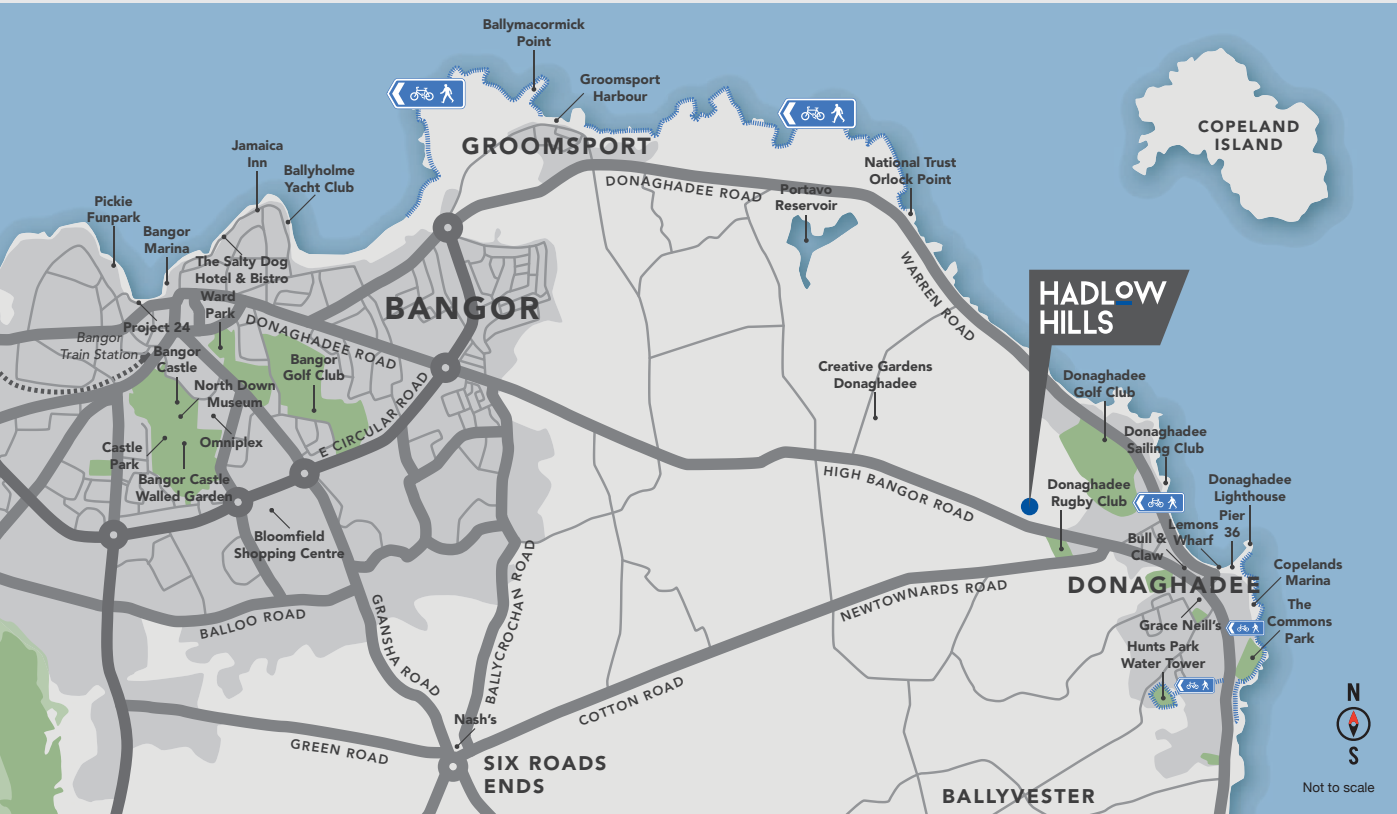 Ballymacormick
Point
Groomsport
Harbour
GROOMSPORT
COPELAND
ISLAND
Jamaica
Inn
Ballyholme
Yacht Club
National Trust
Orlock Point
DONAGHADEE ROAD
Portavo
Reservoir
Pickie
Funpark
Bangor
Marina
The Salty Dog
Hotel & Bistro
Ward
Park
WARREN ROAD
HADLOW
HILLS
BANGOR
Project 24
DONAGHADEE ROAD
Bangor
Train Station
Bangor
Castle
Bangor
Golf Club
North Down
Museum
Creative Gardens
Donaghadee
Donaghadee
Golf Club
E CIRCULAR ROAD
Omniplex
Castle
Park
Donaghadee
Sailing Club
Bangor Castle
Walled Garden
HIGH BANGOR ROAD
Donaghadee
Rugby Club
Donaghadee
Lighthouse
Pier
36
Lemons
Wharf
Bull &
Claw
Bloomfield
Shopping Centre
DONAGHADEE
Copelands
Marina
NEWTOWNARDS ROAD
The
Commons
Park
Grace Neill's
BALLOO ROAD
GRANSHA ROAD
BALLYCROCHAN ROAD
Hunts Park
Water Tower
COTTON ROAD
Nash's
GREEN ROAD
SIX ROADS
ENDS
BALLYVESTER
N
S
Not to scale